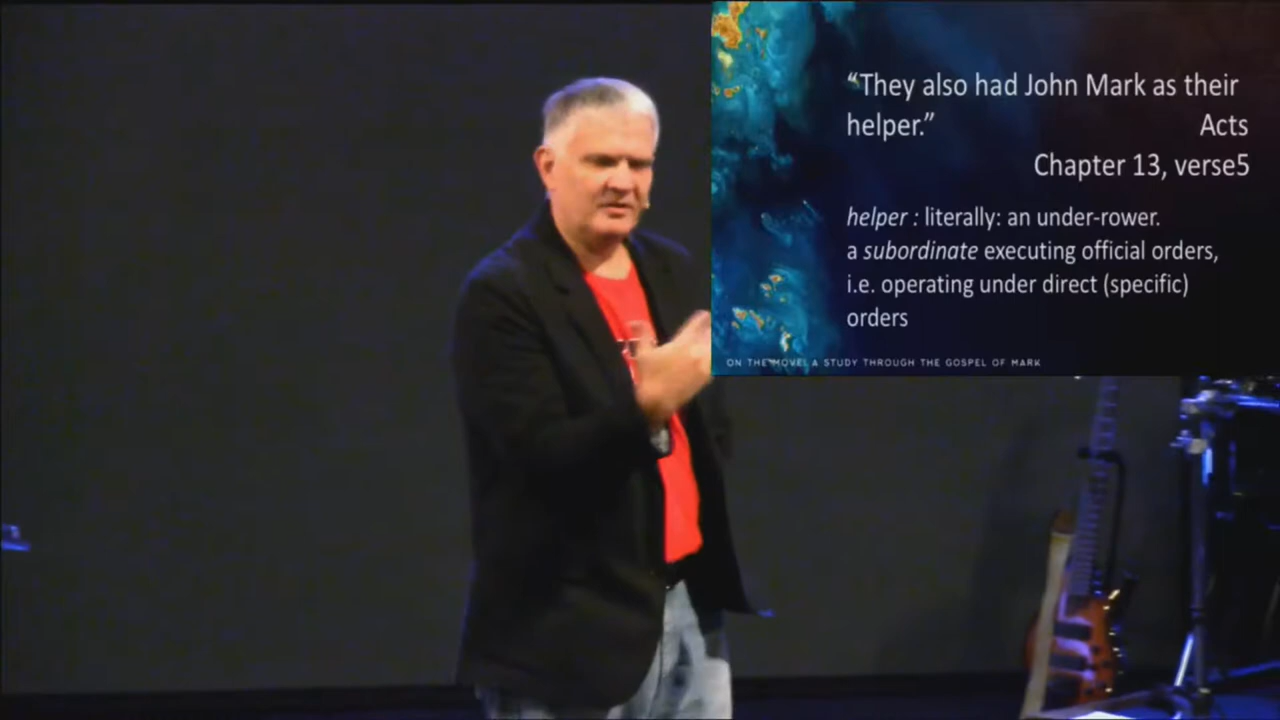 “They also had John Mark as their
helper.” Acts
Chapter 13, verse5
helper : literally: an under-rower.
a subordinate executing official orders,
i.e. operating under direct (specific)
orders
ON THE MOVE: A STUDY THROUGH THE GOSPEL OF MARK